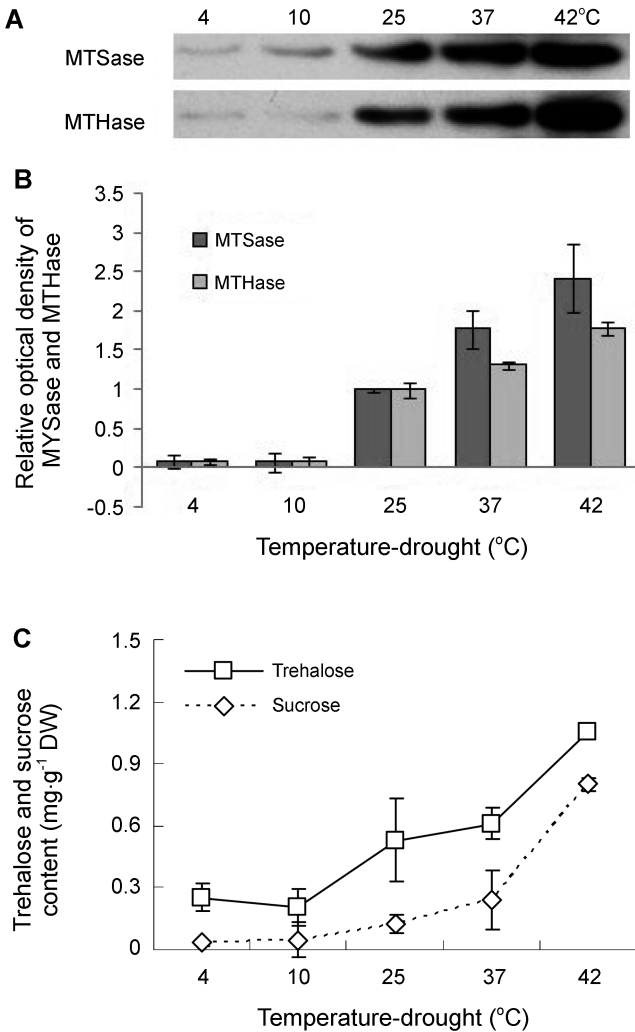 A
4 10 25 37 42°C
MTSase
MTHase
B
Relative optical density of
MYSase and MTHase
3.5
3
2.5
2
1.5
1
0.5
0
-0.5
MTSase
MTHase
4 10 25 37 42
Temperature-drought (°C)
C
Trehalose and sucrose
content (mg·g⁻¹ DW)
1.5
1.2
0.9
0.6
0.3
0
Trehalose
Sucrose
4 10 25 37 42
Temperature-drought (°C)